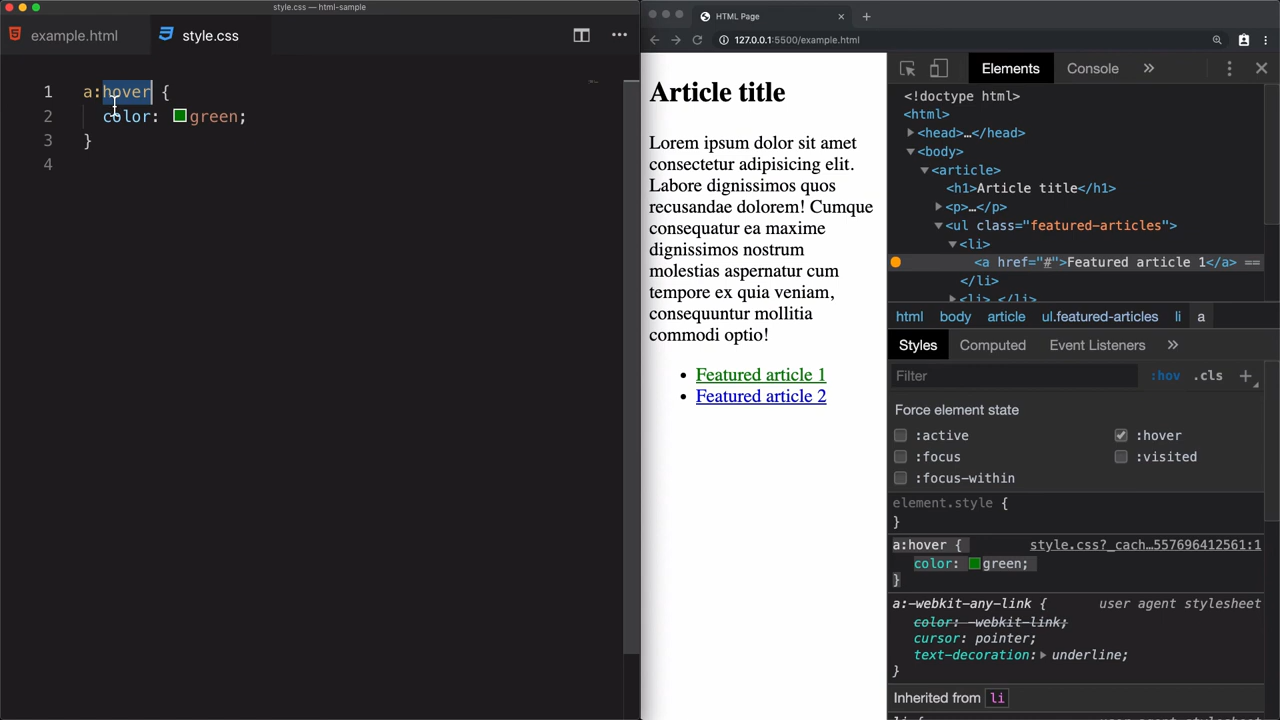 style.css — html-sample
example.html
style.css
1 a:hover {
2 color: green;
3 }
4
HTML Page
127.0.0.1:5500/example.html
Article title
Lorem ipsum dolor sit amet
consectetur adipisicing elit.
Labore dignissimos quos
recusandae dolorem! Cumque
consequatur ea maxime
dignissimos nostrum
molestias aspernatur cum
tempore ex quia veniam,
consequuntur mollitia
commodi optio!
• Featured article 1
• Featured article 2
Elements Console »
<!doctype html>
<html>
<head>…</head>
<body>
<article>
<h1>Article title</h1>
<p>…</p>
<ul class="featured-articles">
<li>
<a href="#">Featured article 1</a> ==
</li>
<li>…</li>
html body article ul.featured-articles li a
Styles Computed Event Listeners »
Filter :hov .cls +
Force element state
:active :hover
:focus :visited
:focus-within
element.style {
}
a:hover { style.css?_cach…557696412561:1
color: green;
}
a:-webkit-any-link { user agent stylesheet
color: -webkit-link;
cursor: pointer;
text-decoration: underline;
}
Inherited from li